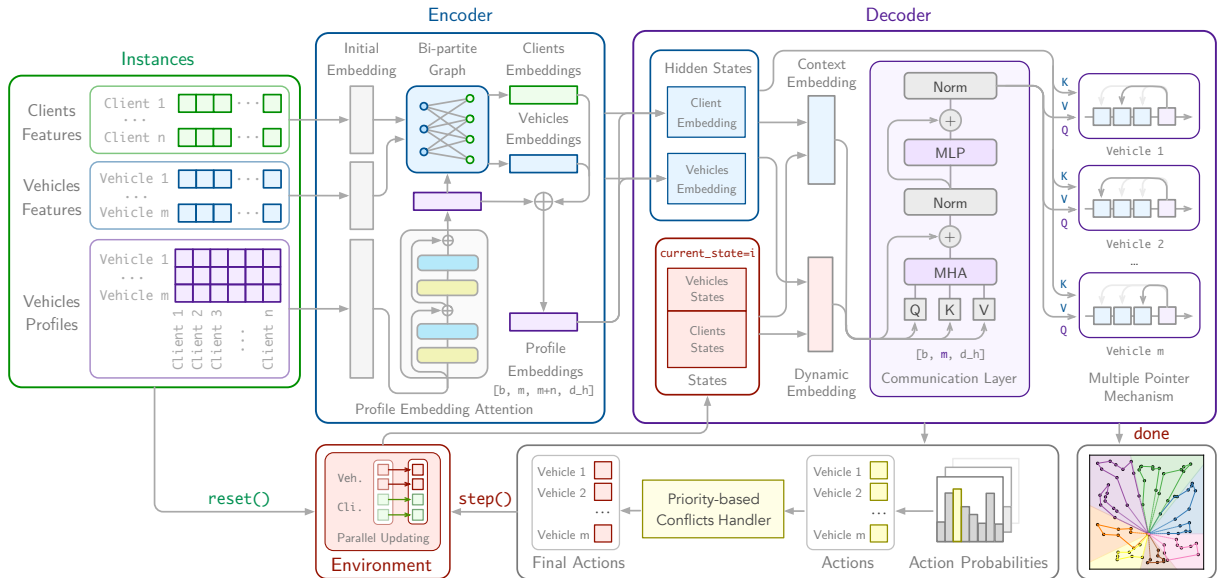 Encoder
Decoder
Instances
Clients
Features
Client 1
...
Client n
...
Vehicles
Features
Vehicle 1
Vehicle m
...
Vehicles
Profiles
Vehicle 1
...
Vehicle m
Client 1
Client 2
Client 3
...
Client n
Initial
Embedding
Bi-partite
Graph
Clients
Embeddings
Vehicles
Embeddings
Profile
Embeddings
[b, m, m+n, d_h]
Profile Embedding Attention
Hidden States
Client
Embedding
Vehicles
Embedding
current_state=i
Vehicles
States
Clients
States
States
Context
Embedding
Dynamic
Embedding
Norm
+
MLP
Norm
+
MHA
Q
K
V
[b, m, d_h]
Communication Layer
K
V
Q
...
Vehicle 1
K
V
Q
...
Vehicle 2
...
K
V
Q
...
Vehicle m
Multiple Pointer
Mechanism
reset()
Veh.
Cli.
Parallel Updating
Environment
step()
Vehicle 1
Vehicle 2
...
Vehicle m
Final Actions
Priority-based
Conflicts Handler
Vehicle 1
Vehicle 2
...
Vehicle m
Actions
Action Probabilities
done